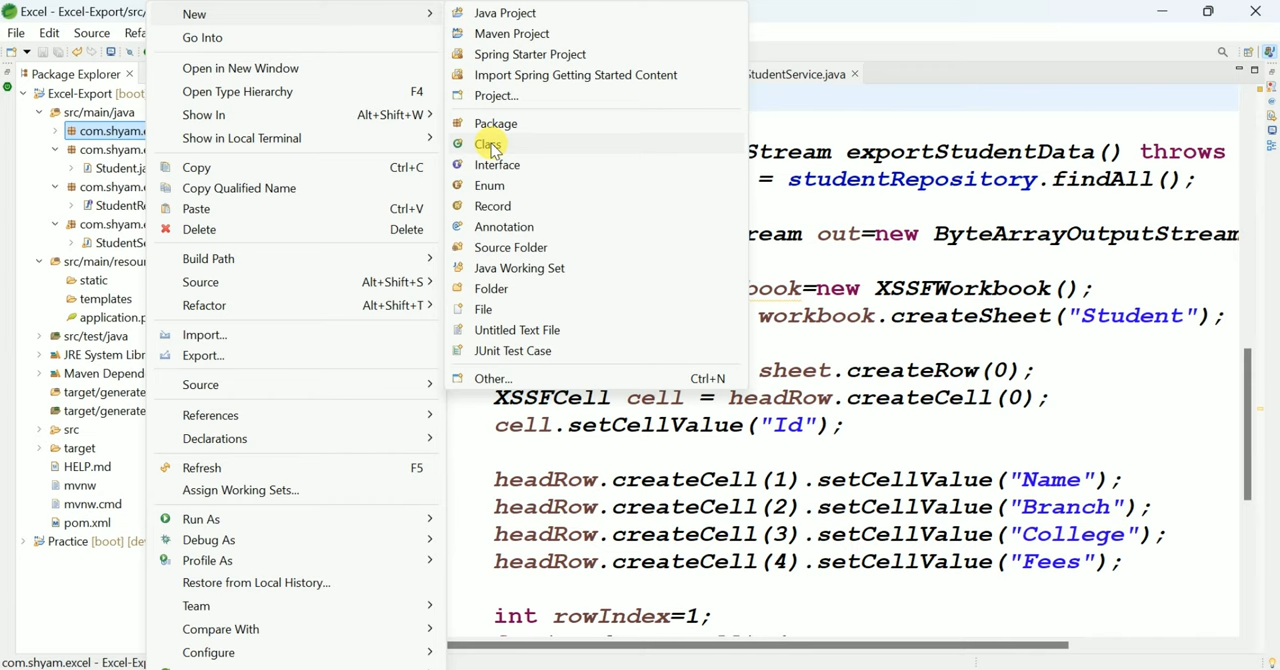 Excel - Excel-Export/src/
File Edit Source Refa
Package Explorer
Excel-Export [boot]
src/main/java
com.shyam.e
com.shyam.
Student.ja
com.shyam.
StudentRe
com.shyam.
StudentSe
src/main/resour
static
templates
application.p
src/test/java
JRE System Libr
Maven Depend
target/generate
target/generate
src
target
HELP.md
mvnw
mvnw.cmd
pom.xml
Practice [boot] [de
New
Go Into
Open in New Window
Open Type Hierarchy F4
Show In Alt+Shift+W
Show in Local Terminal
Copy Ctrl+C
Copy Qualified Name
Paste Ctrl+V
Delete Delete
Build Path
Source Alt+Shift+S
Refactor Alt+Shift+T
Import...
Export...
Source
References
Declarations
Refresh F5
Assign Working Sets...
Run As
Debug As
Profile As
Restore from Local History...
Team
Compare With
Configure
Java Project
Maven Project
Spring Starter Project
Import Spring Getting Started Content
Project...
Package
Class
Interface
Enum
Record
Annotation
Source Folder
Java Working Set
Folder
File
Untitled Text File
JUnit Test Case
Other... Ctrl+N
StudentService.java
Stream exportStudentData() throws
= studentRepository.findAll();
ream out=new ByteArrayOutputStream
book=new XSSFWorkbook();
workbook.createSheet("Student");
sheet.createRow(0);
XSSFCell cell = headRow.createCell(0);
cell.setCellValue("Id");
headRow.createCell(1).setCellValue("Name");
headRow.createCell(2).setCellValue("Branch");
headRow.createCell(3).setCellValue("College");
headRow.createCell(4).setCellValue("Fees");
int rowIndex=1;
com.shyam.excel - Excel-Exp